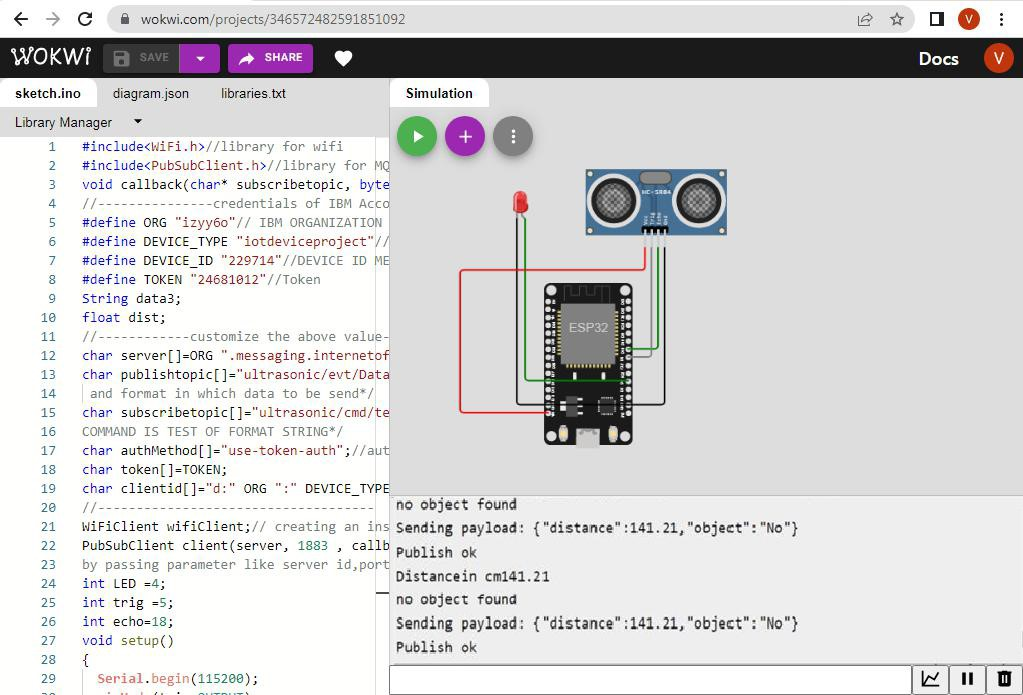 wokwi.com/projects/346572482591851092
V
WOKWi
SAVE
SHARE
Docs
V
sketch.ino
diagram.json
libraries.txt
Simulation
Library Manager
1 #include<WiFi.h>//library for wifi
2 #include<PubSubClient.h>//library for MQ
3 void callback(char* subscribetopic, byte
4 //---------------credentials of IBM Acco
5 #define ORG "izyy6o"// IBM ORGANIZATION
6 #define DEVICE_TYPE "iotdeviceproject"//
7 #define DEVICE_ID "229714"//DEVICE ID ME
8 #define TOKEN "24681012"//Token
9 String data3;
10 float dist;
11 //------------customize the above value-
12 char server[]=ORG ".messaging.internetof
13 char publishtopic[]="ultrasonic/evt/Data
14 and format in which data to be send*/
15 char subscribetopic[]="ultrasonic/cmd/te
16 COMMAND IS TEST OF FORMAT STRING*/
17 char authMethod[]="use-token-auth";//aut
18 char token[]=TOKEN;
19 char clientid[]="d:" ORG ":" DEVICE_TYPE
20 //-----------------------------------
21 WiFiClient wifiClient;// creating an ins
22 PubSubClient client(server, 1883 , callb
23 by passing parameter like server id,port
24 int LED =4;
25 int trig =5;
26 int echo=18;
27 void setup()
28 {
29 Serial.begin(115200);
HC-SR04
Vcc
Trig
Echo
Gnd
ESP32
no object found
Sending payload: {"distance":141.21,"object":"No"}
Publish ok
Distancein cm141.21
no object found
Sending payload: {"distance":141.21,"object":"No"}
Publish ok